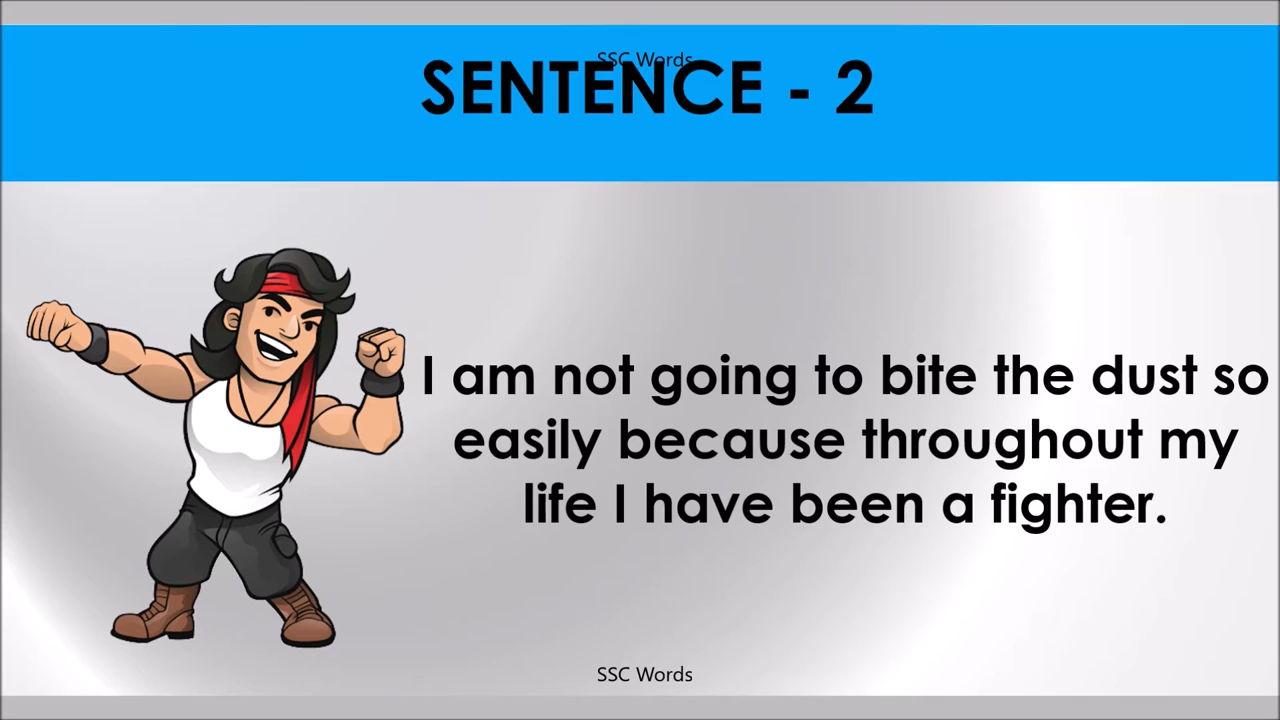 SSC Words
SENTENCE - 2
I am not going to bite the dust so
easily because throughout my
life I have been a fighter.
SSC Words